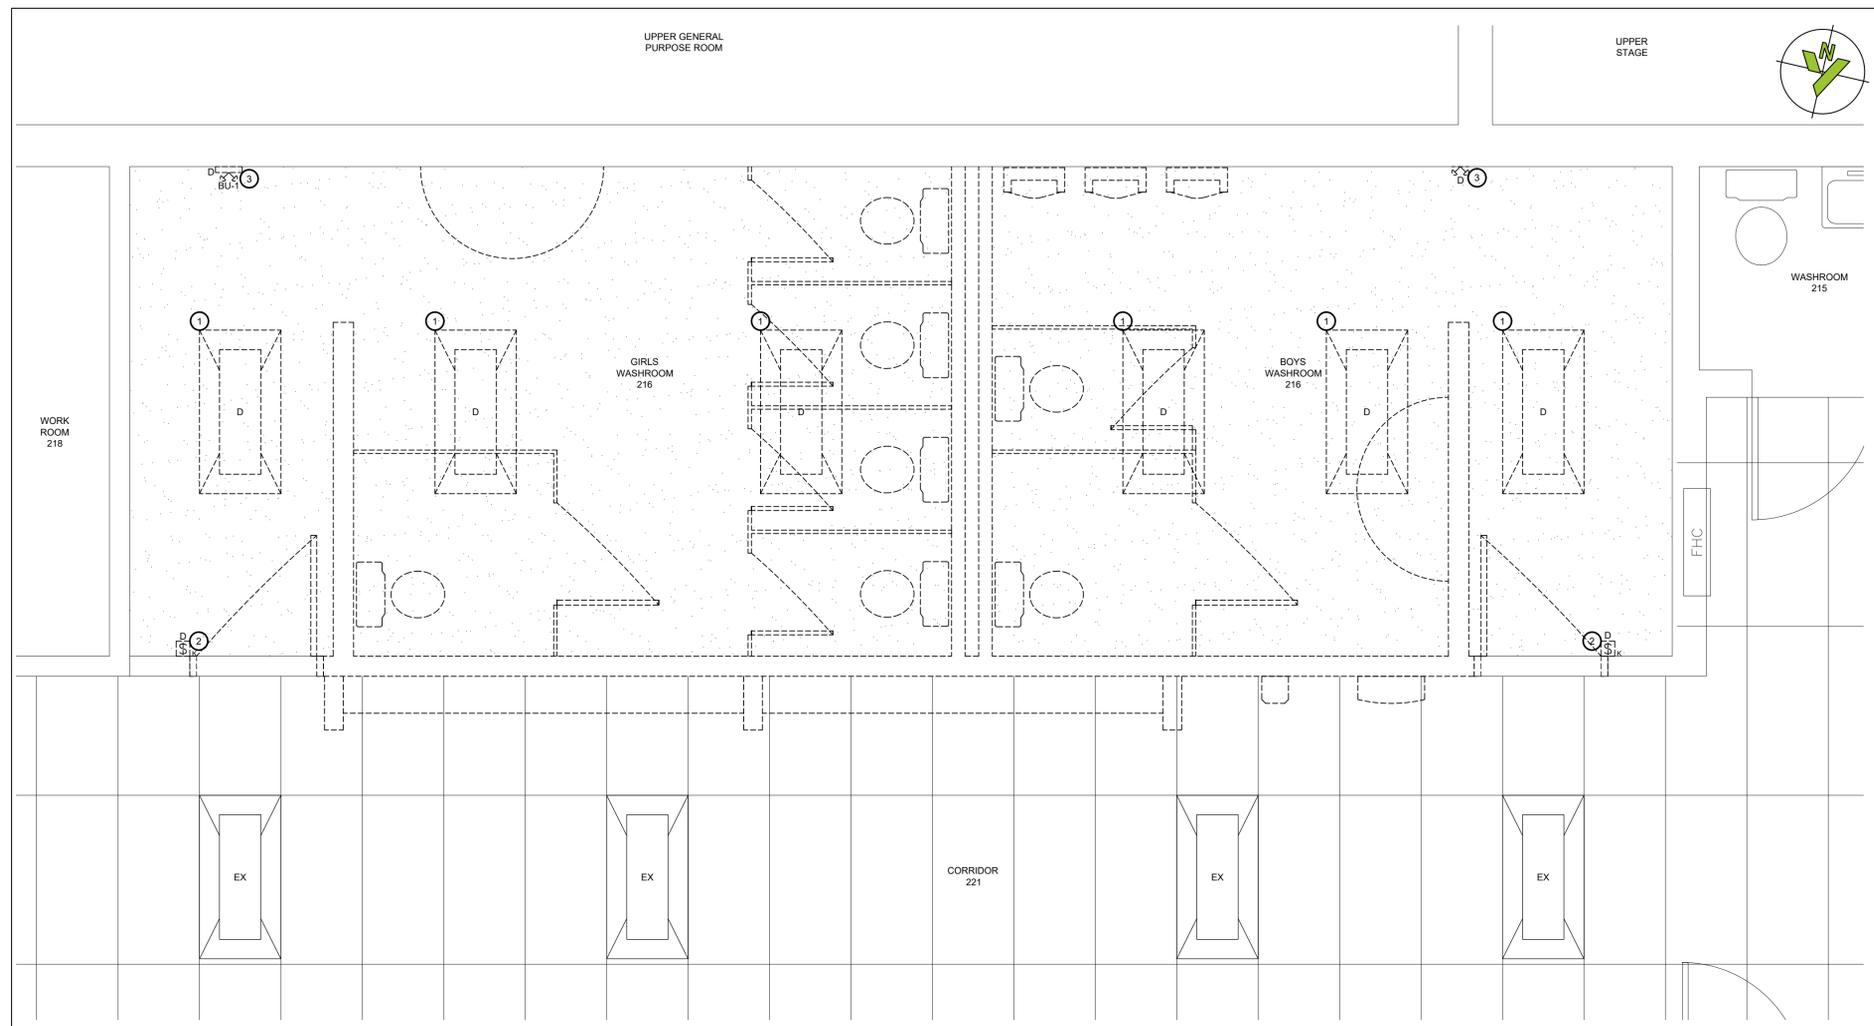 UPPER GENERAL
PURPOSE ROOM
UPPER
STAGE
N
D
BU-1
3
D
3
WASHROOM
215
1
1
1
1
1
1
GIRLS
WASHROOM
216
BOYS
WASHROOM
216
WORK
ROOM
218
D
D
D
D
D
D
FHC
D
2
S
K
D
2
S
K
CORRIDOR
221
EX
EX
EX
EX